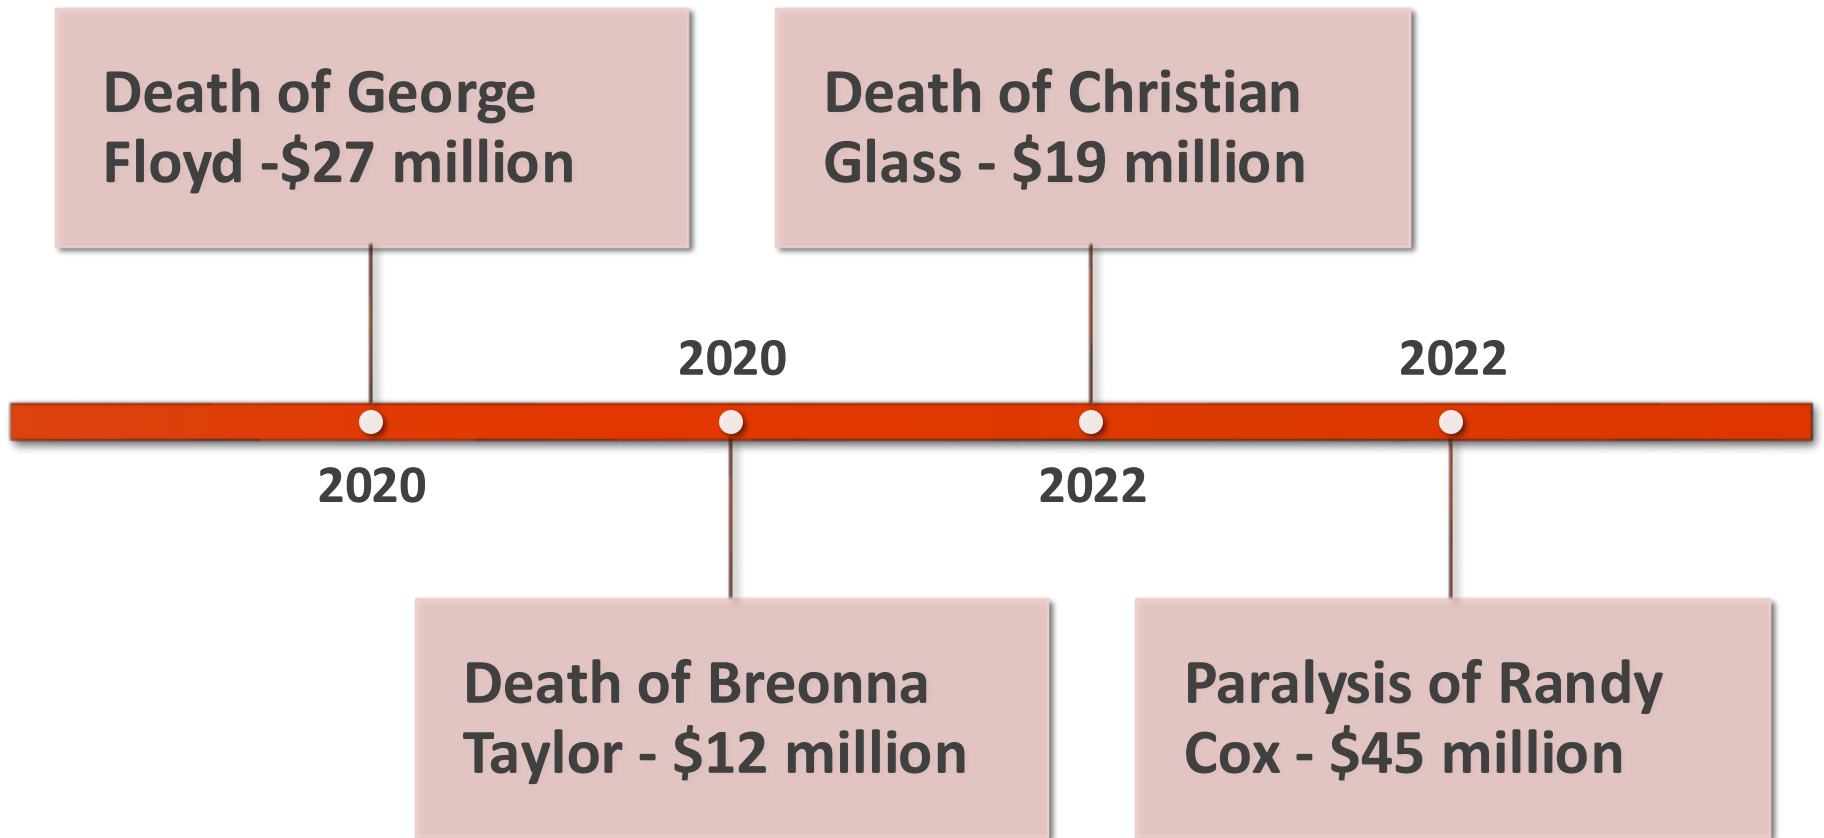 Death of George
Floyd -$27 million
2020
Death of Breonna
Taylor - $12 million
2020
Death of Christian
Glass - $19 million
2022
Paralysis of Randy
Cox - $45 million
2022